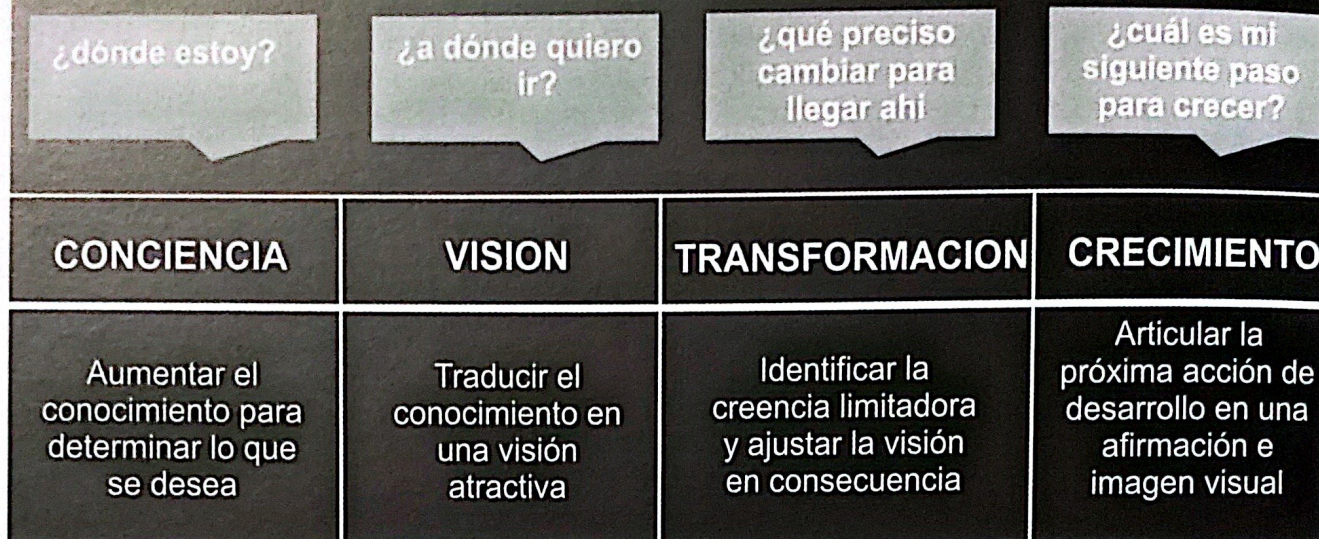 ¿dónde estoy?
¿a dónde quiero
ir?
¿qué preciso
cambiar para
llegar ahi
¿cuál es mi
siguiente paso
para crecer?
CONCIENCIA
VISION
TRANSFORMACION
CRECIMIENTO
Aumentar el
conocimiento para
determinar lo que
se desea
Traducir el
conocimiento en
una visión
atractiva
Identificar la
creencia limitadora
y ajustar la visión
en consecuencia
Articular la
próxima acción de
desarrollo en una
afirmación e
imagen visual